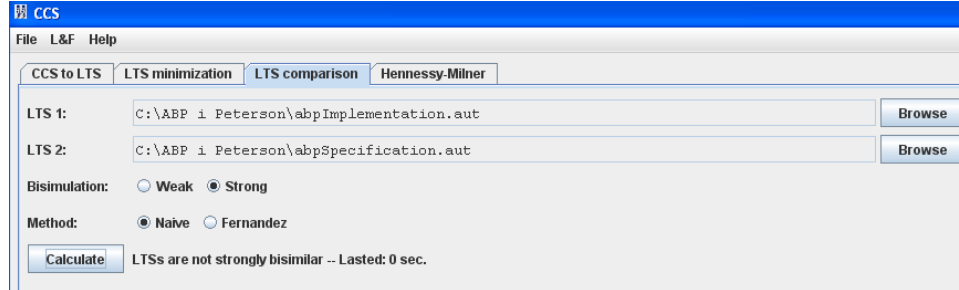 CCS
File L&F Help
CCS to LTS LTS minimization LTS comparison Hennessy-Milner
LTS 1: C:\ABP i Peterson\abpImplementation.aut Browse
LTS 2: C:\ABP i Peterson\abpSpecification.aut Browse
Bisimulation: Weak Strong
Method: Naive Fernandez
Calculate LTSs are not strongly bisimilar -- Lasted: 0 sec.